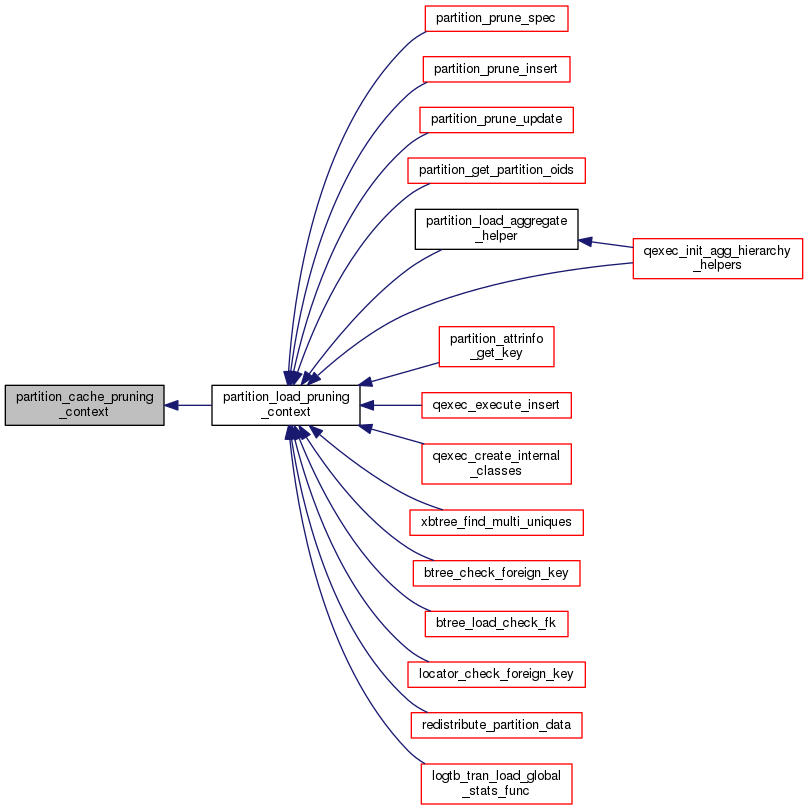 partition_prune_spec
partition_prune_insert
partition_prune_update
partition_get_partition_oids
partition_load_aggregate
_helper
qexec_init_agg_hierarchy
_helpers
partition_attrinfo
_get_key
partition_cache_pruning
_context
partition_load_pruning
_context
qexec_execute_insert
qexec_create_internal
_classes
xbtree_find_multi_uniques
btree_check_foreign_key
btree_load_check_fk
locator_check_foreign_key
redistribute_partition_data
logtb_tran_load_global
_stats_func